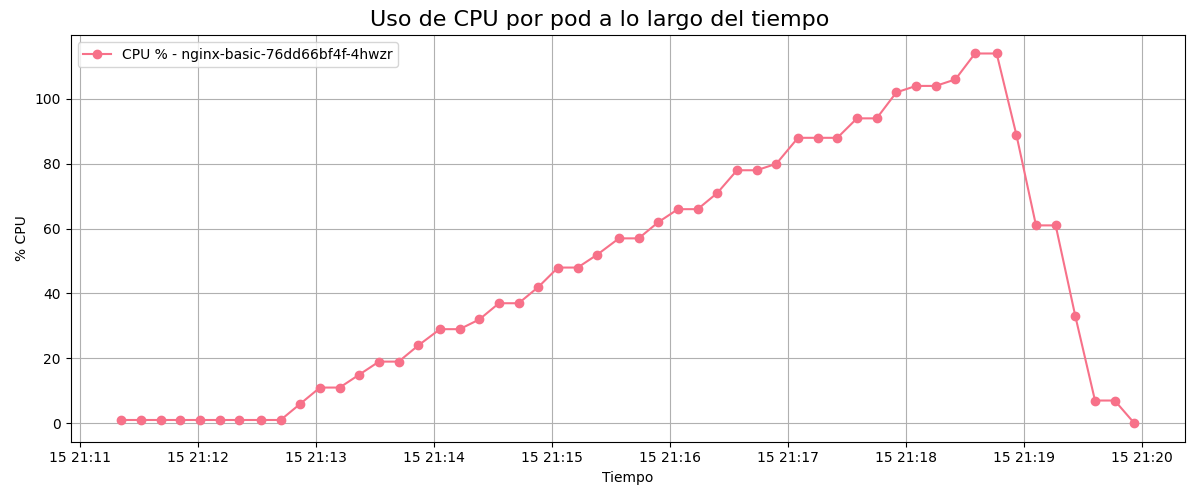 Uso de CPU por pod a lo largo del tiempo
CPU % - nginx-basic-76dd66bf4f-4hwzr
% CPU
100
80
60
40
20
0
15 21:11 15 21:12 15 21:13 15 21:14 15 21:15 15 21:16 15 21:17 15 21:18 15 21:19 15 21:20
Tiempo